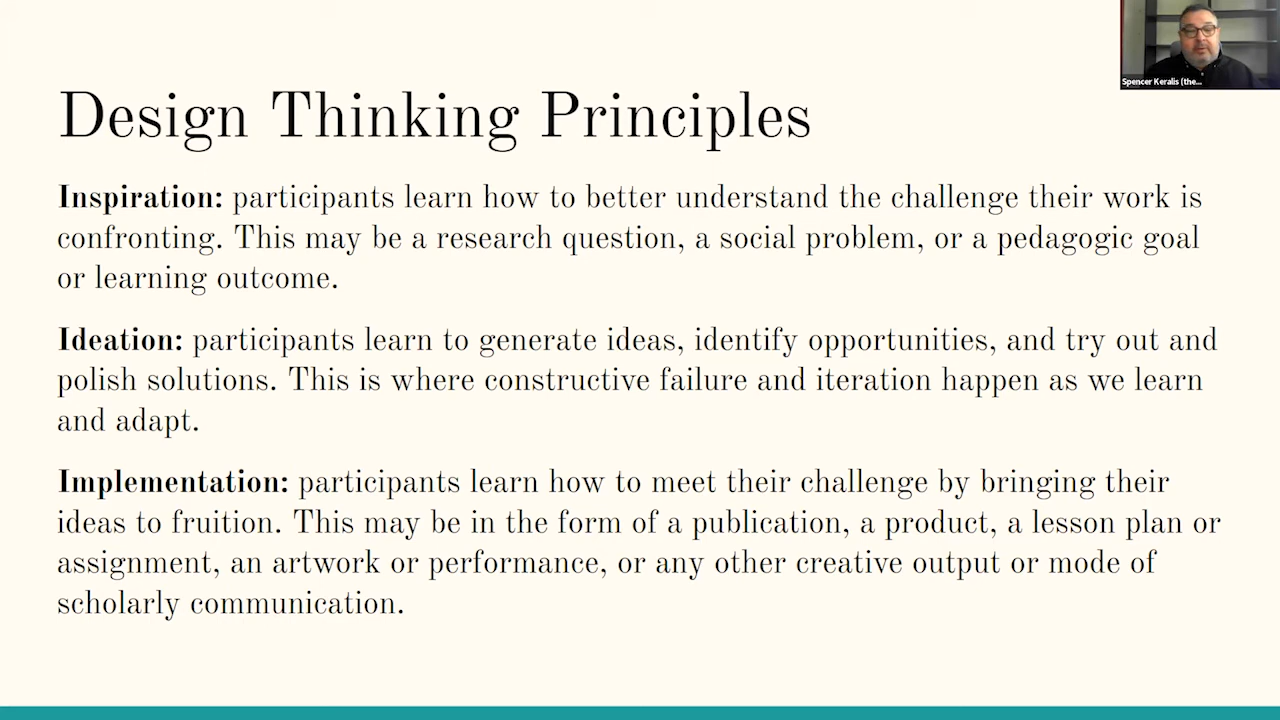 Spencer Keralis (the...
Design Thinking Principles
Inspiration: participants learn how to better understand the challenge their work is
confronting. This may be a research question, a social problem, or a pedagogic goal
or learning outcome.
Ideation: participants learn to generate ideas, identify opportunities, and try out and
polish solutions. This is where constructive failure and iteration happen as we learn
and adapt.
Implementation: participants learn how to meet their challenge by bringing their
ideas to fruition. This may be in the form of a publication, a product, a lesson plan or
assignment, an artwork or performance, or any other creative output or mode of
scholarly communication.